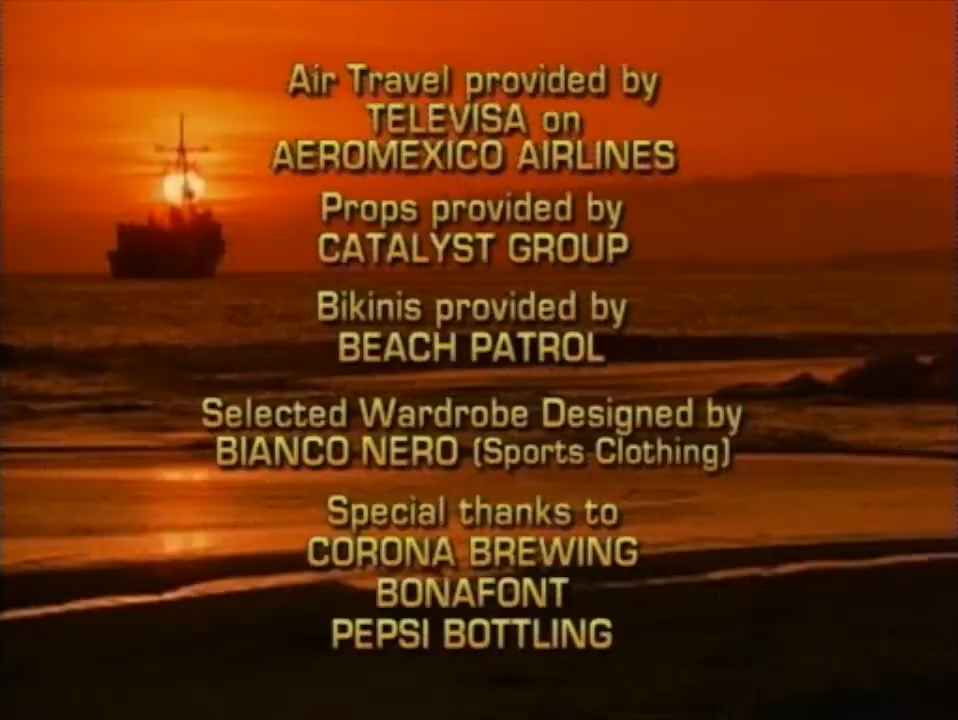 Air Travel provided by
TELEVISA on
AEROMEXICO AIRLINES
Props provided by
CATALYST GROUP
Bikinis provided by
BEACH PATROL
Selected Wardrobe Designed by
BIANCO NERO (Sports Clothing)
Special thanks to
CORONA BREWING
BONAFONT
PEPSI BOTTLING